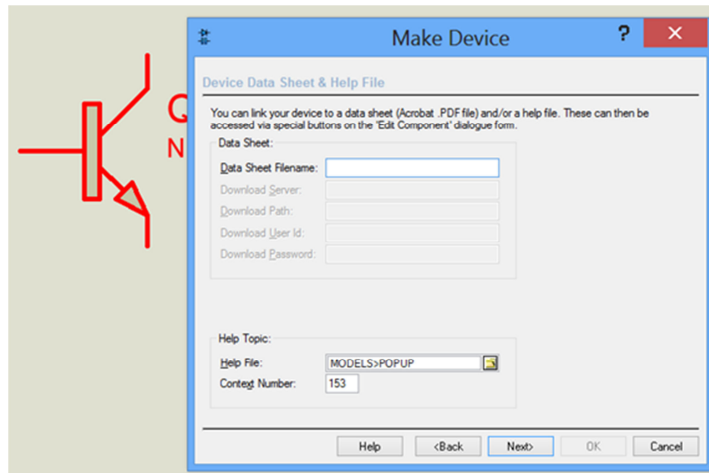 Make Device
?
Device Data Sheet & Help File
You can link your device to a data sheet (Acrobat .PDF file) and/or a help file. These can then be
accessed via special buttons on the 'Edit Component' dialogue form.
Data Sheet:
Data Sheet Filename:
Download Server:
Download Path:
Download User Id:
Download Password:
Help Topic:
Help File: MODELS>POPUP
Context Number: 153
Help <Back Next> OK Cancel
Q
N